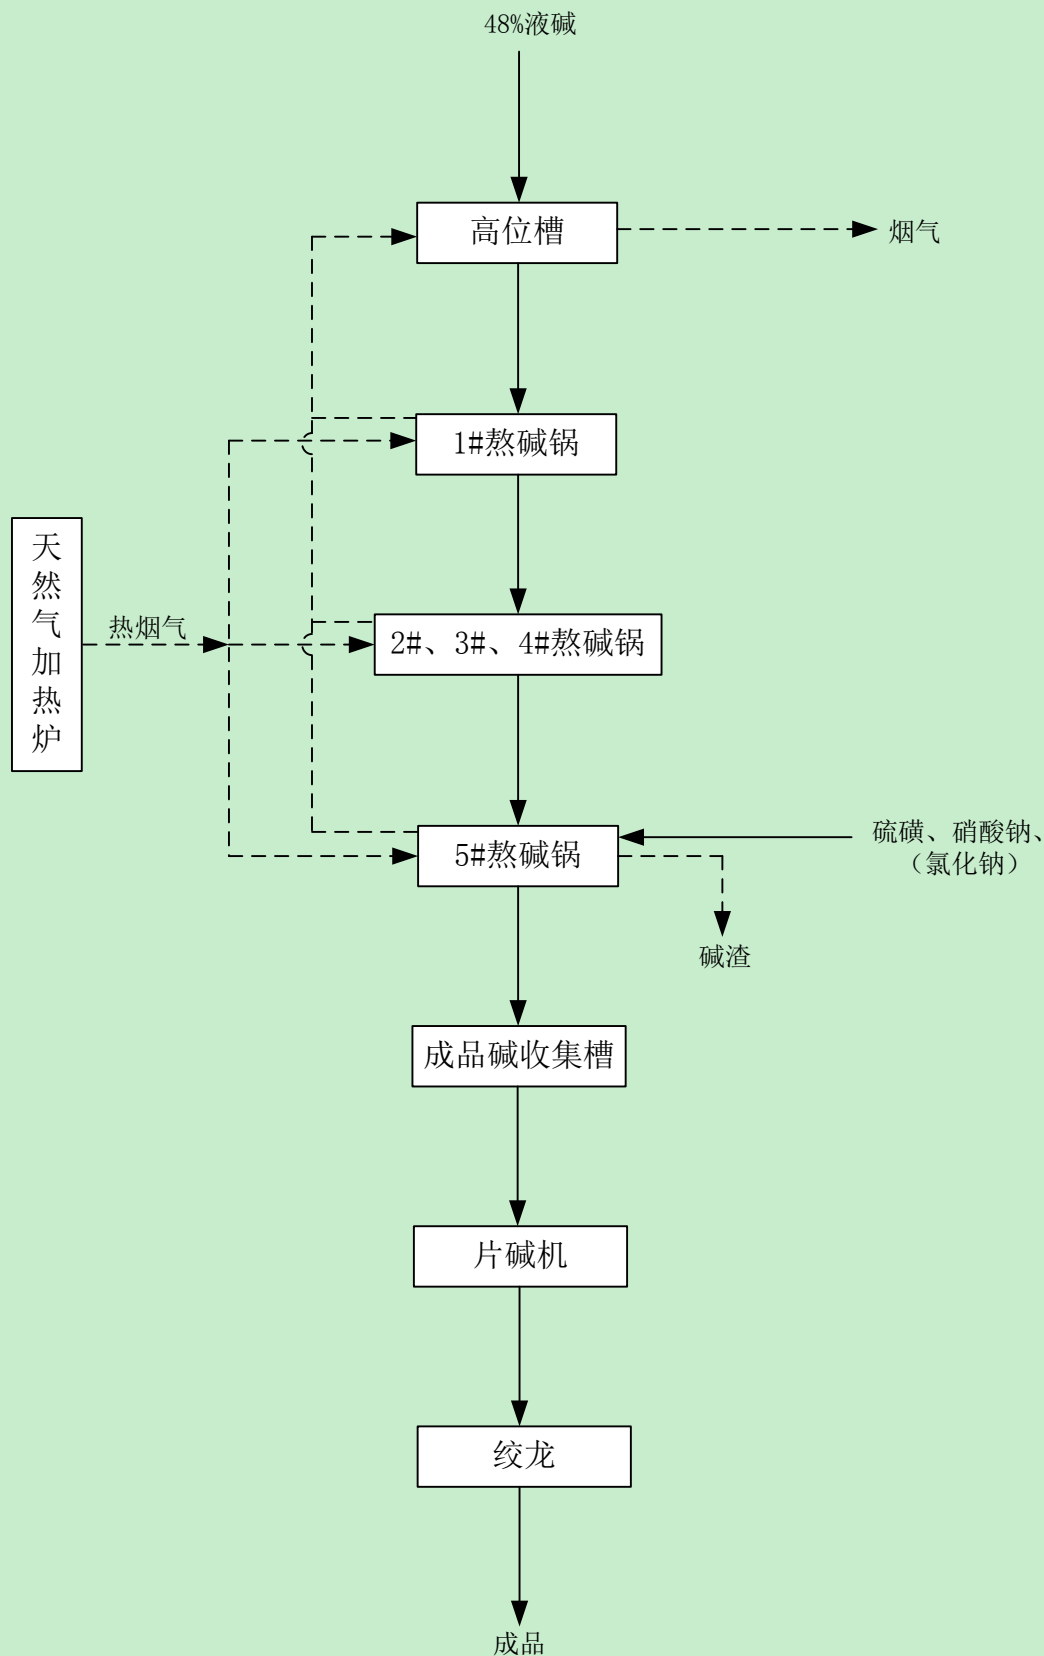 48%液碱
高位槽
烟气
1#熬碱锅
天然气加热炉
热烟气
2#、3#、4#熬碱锅
5#熬碱锅
硫磺、硝酸钠、
（氯化钠）
碱渣
成品碱收集槽
片碱机
绞龙
成品